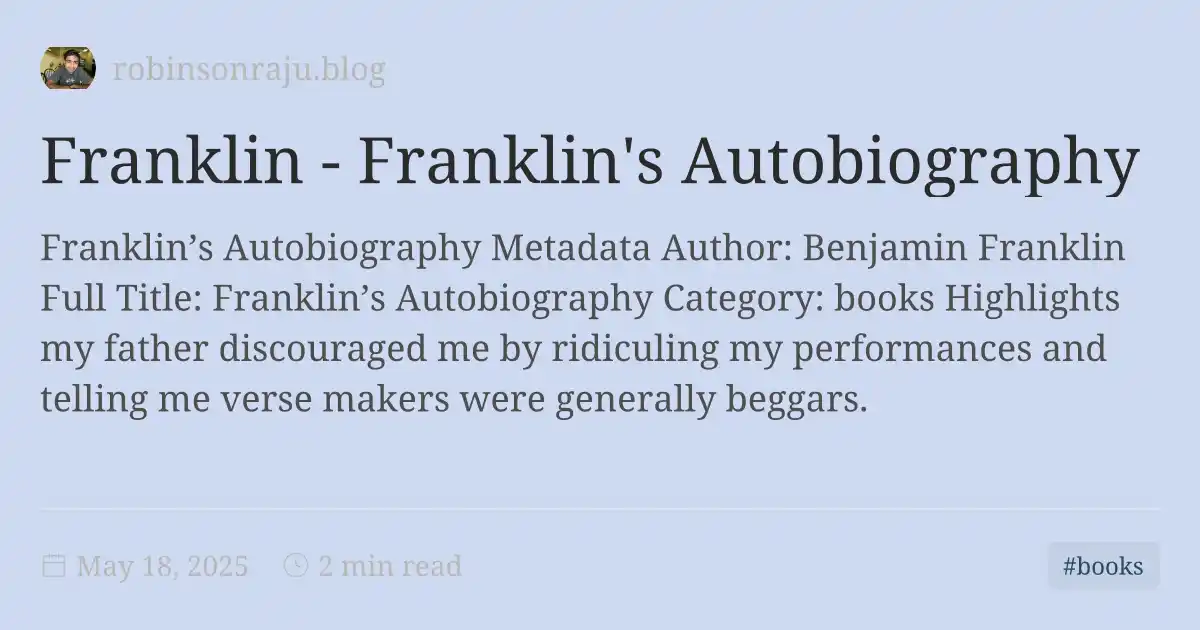 robinsonraju.blog
Franklin - Franklin's Autobiography
Franklin’s Autobiography Metadata Author: Benjamin Franklin
Full Title: Franklin’s Autobiography Category: books Highlights
my father discouraged me by ridiculing my performances and
telling me verse makers were generally beggars.
May 18, 2025 2 min read #books